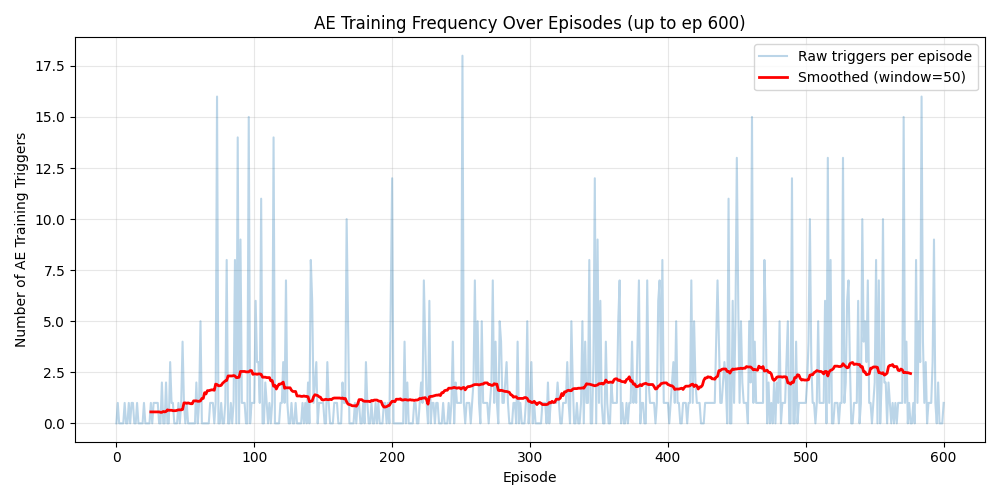 AE Training Frequency Over Episodes (up to ep 600)
Raw triggers per episode
Smoothed (window=50)
Number of AE Training Triggers
17.5
15.0
12.5
10.0
7.5
5.0
2.5
0.0
0 100 200 300 400 500 600
Episode